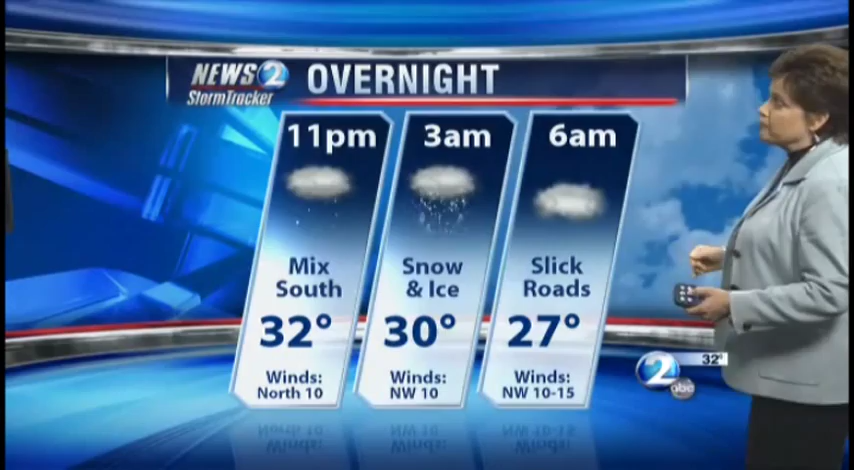 NEWS 2
StormTracker
OVERNIGHT
11pm
Mix
South
32°
Winds:
North 10
3am
Snow
& Ice
30°
Winds:
NW 10
6am
Slick
Roads
27°
Winds:
NW 10-15
2
abc
32°